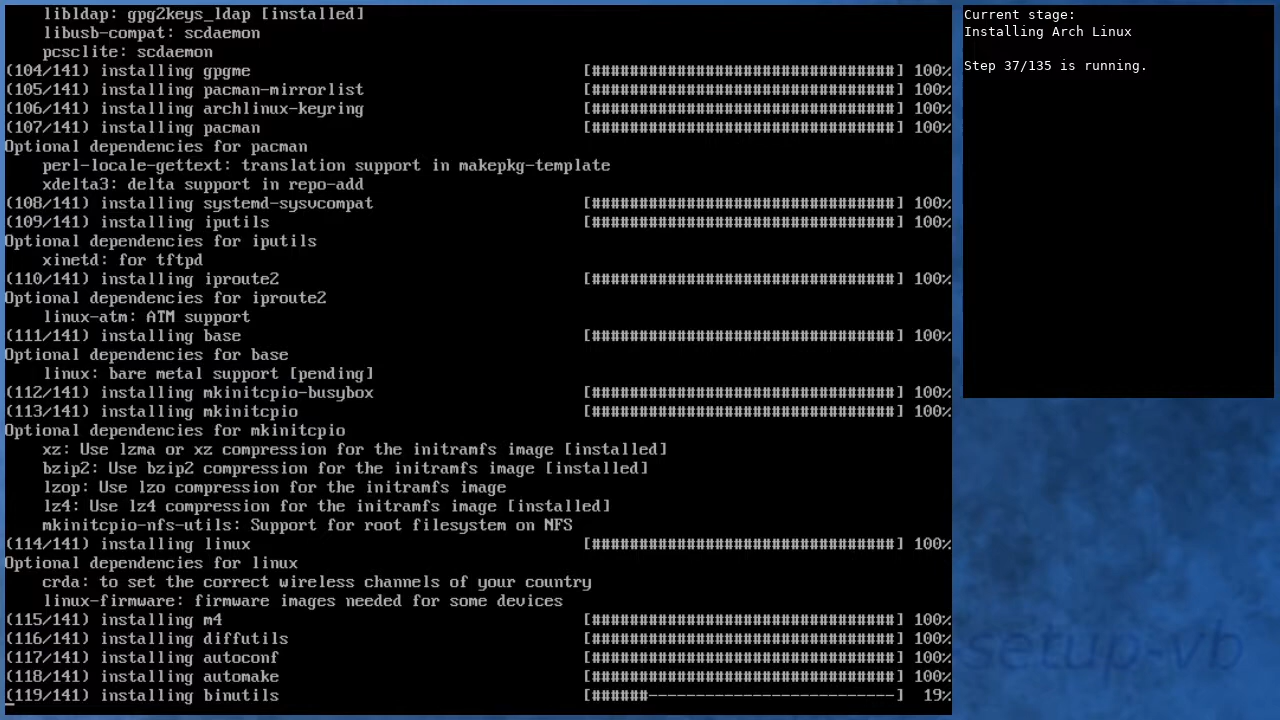 libldap: gpg2keys_ldap [installed]
    libusb-compat: scdaemon
    pcsclite: scdaemon
(104/141) installing gpgme [################################] 100%
(105/141) installing pacman-mirrorlist [################################] 100%
(106/141) installing archlinux-keyring [################################] 100%
(107/141) installing pacman [################################] 100%
Optional dependencies for pacman
    perl-locale-gettext: translation support in makepkg-template
    xdelta3: delta support in repo-add
(108/141) installing systemd-sysvcompat [################################] 100%
(109/141) installing iputils [################################] 100%
Optional dependencies for iputils
    xinetd: for tftpd
(110/141) installing iproute2 [################################] 100%
Optional dependencies for iproute2
    linux-atm: ATM support
(111/141) installing base [################################] 100%
Optional dependencies for base
    linux: bare metal support [pending]
(112/141) installing mkinitcpio-busybox [################################] 100%
(113/141) installing mkinitcpio [################################] 100%
Optional dependencies for mkinitcpio
    xz: Use lzma or xz compression for the initramfs image [installed]
    bzip2: Use bzip2 compression for the initramfs image [installed]
    lzop: Use lzo compression for the initramfs image
    lz4: Use lz4 compression for the initramfs image [installed]
    mkinitcpio-nfs-utils: Support for root filesystem on NFS
(114/141) installing linux [################################] 100%
Optional dependencies for linux
    crda: to set the correct wireless channels of your country
    linux-firmware: firmware images needed for some devices
(115/141) installing m4 [################################] 100%
(116/141) installing diffutils [################################] 100%
(117/141) installing autoconf [################################] 100%
(118/141) installing automake [################################] 100%
(119/141) installing binutils [######--------------------------] 19%
Current stage:
Installing Arch Linux
Step 37/135 is running.
setup-vb